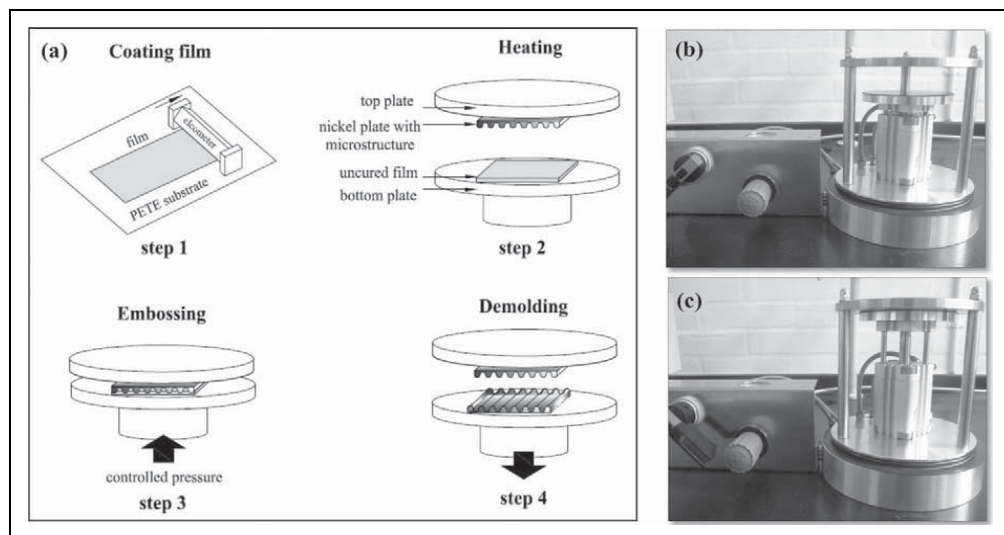 (a)
Coating film
film
elcometer
PETE substrate
step 1
Heating
top plate
nickel plate with
microstructure
uncured film
bottom plate
step 2
Embossing
controlled pressure
step 3
Demolding
step 4
(b)
(c)